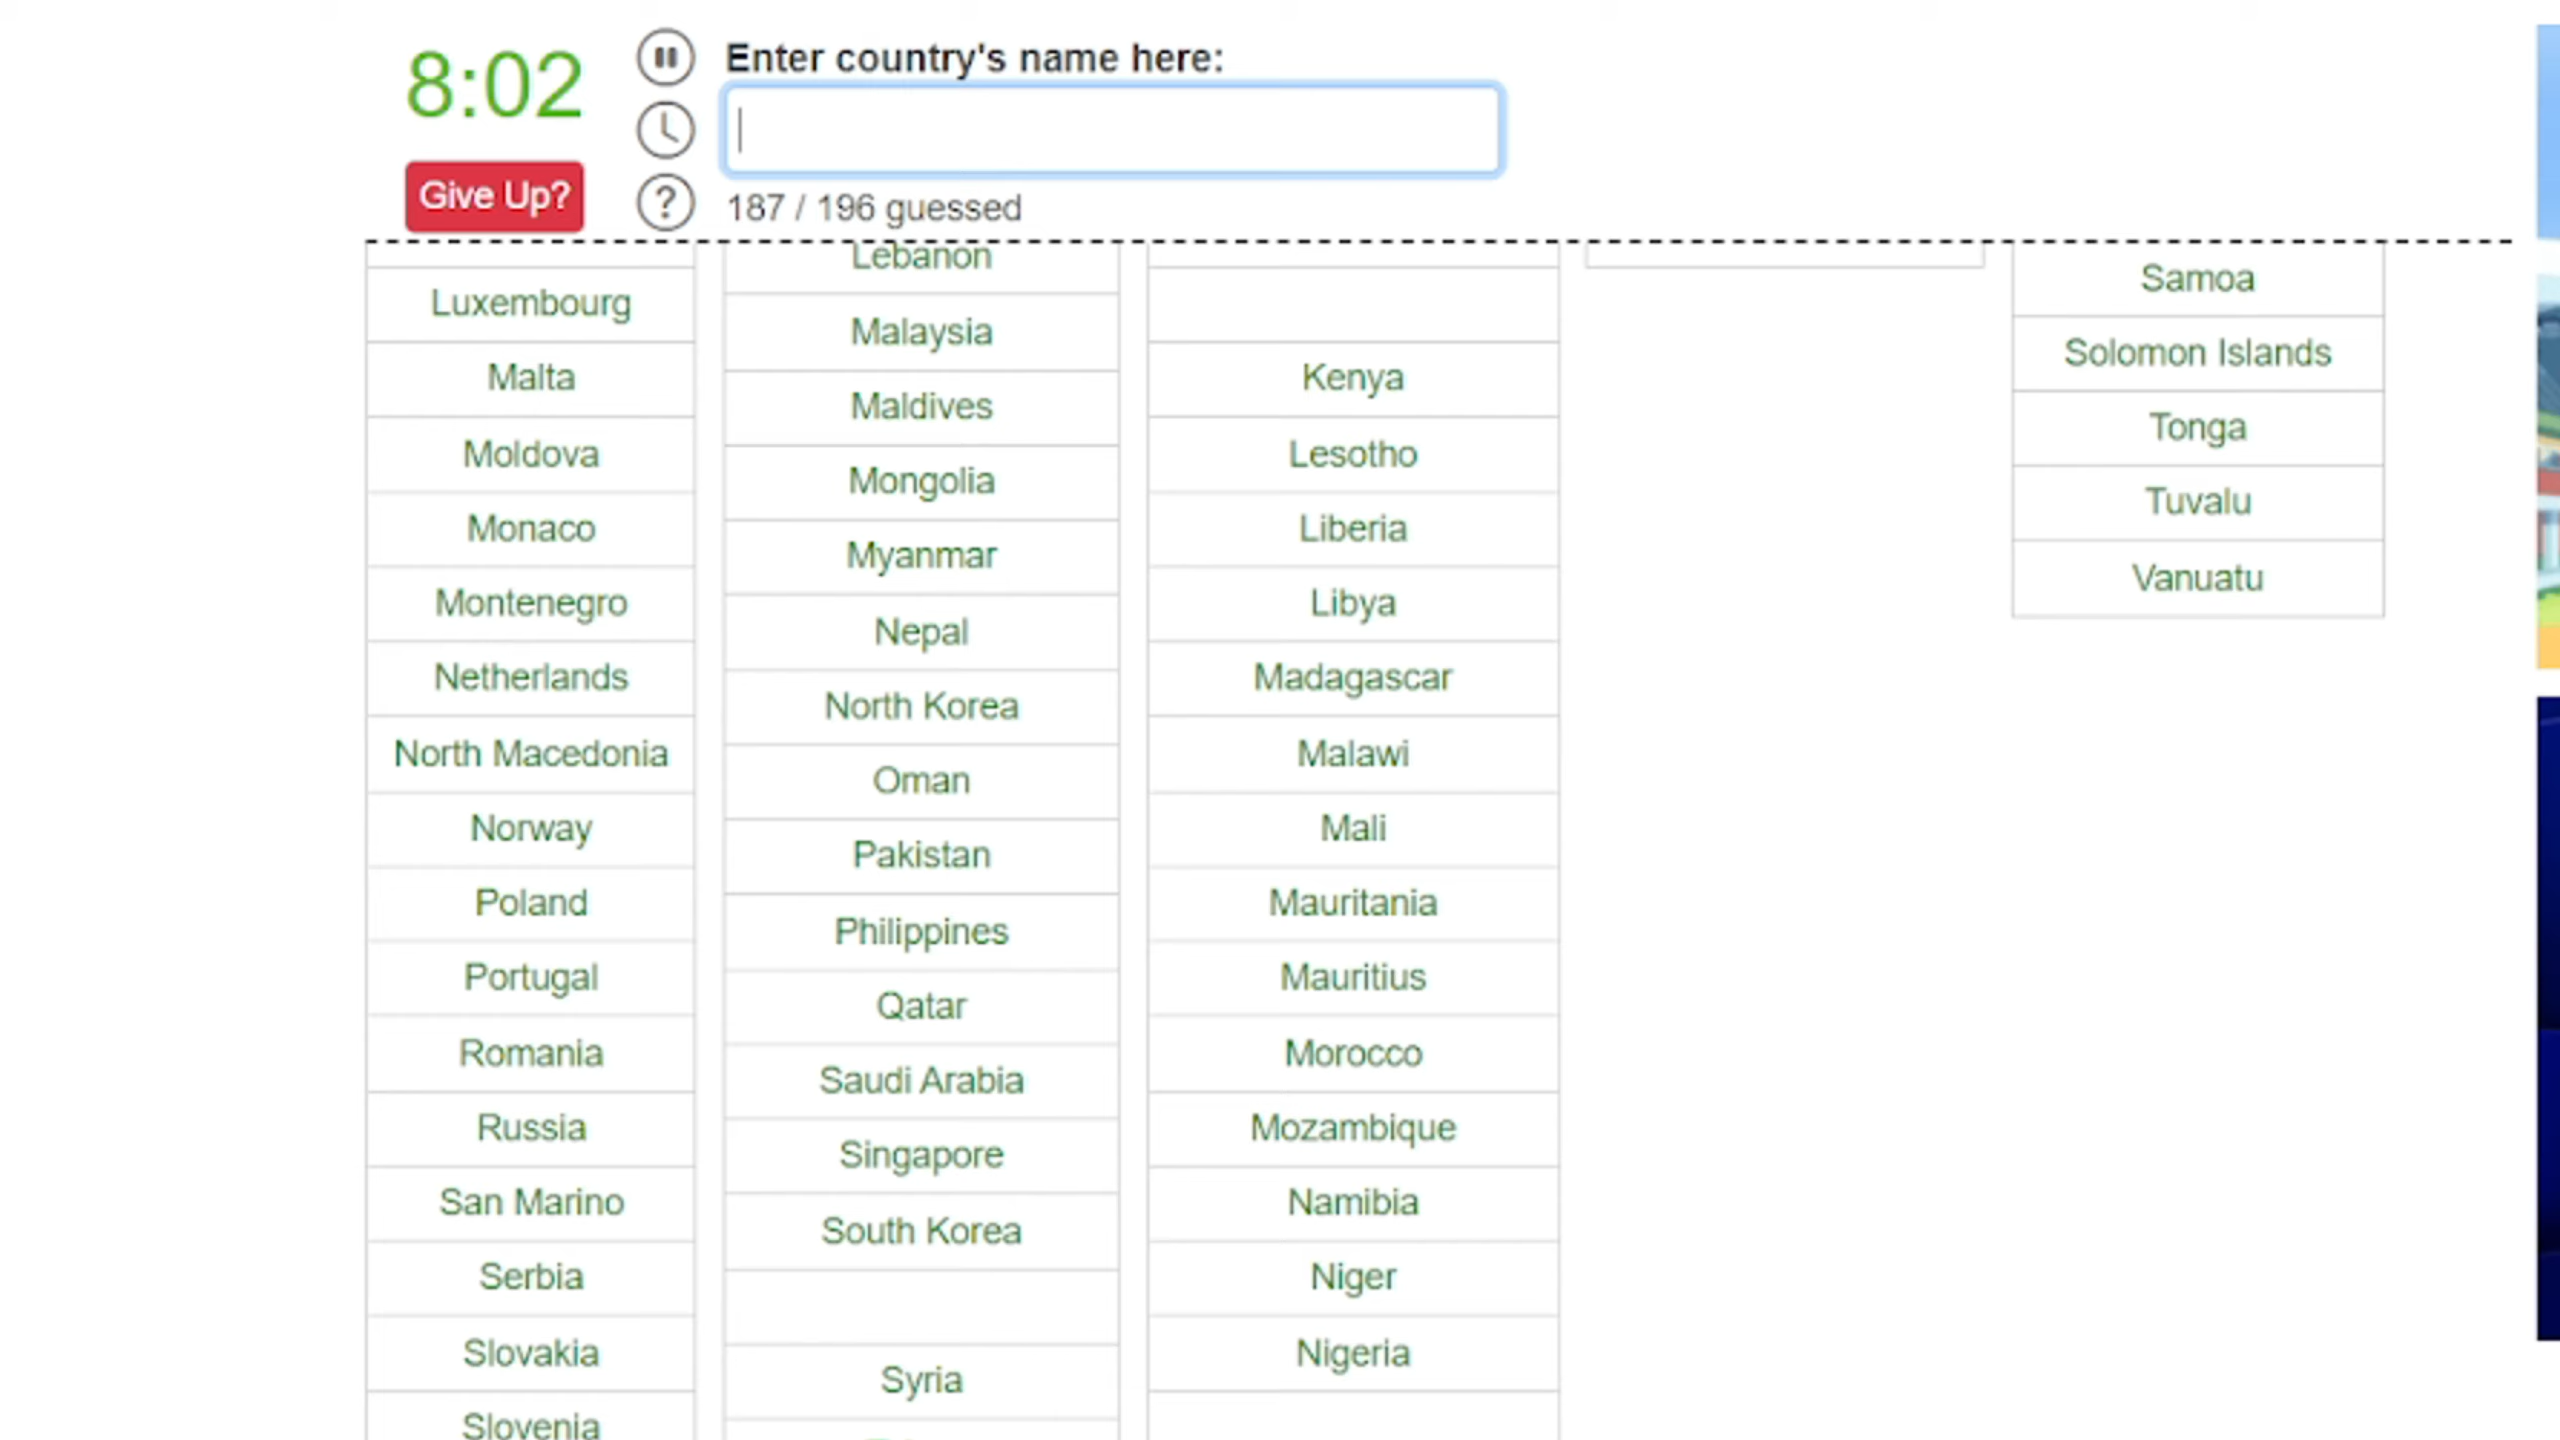 8:02
Give Up?
Enter country's name here:
187 / 196 guessed
Luxembourg
Malta
Moldova
Monaco
Montenegro
Netherlands
North Macedonia
Norway
Poland
Portugal
Romania
Russia
San Marino
Serbia
Slovakia
Slovenia
Lebanon
Malaysia
Maldives
Mongolia
Myanmar
Nepal
North Korea
Oman
Pakistan
Philippines
Qatar
Saudi Arabia
Singapore
South Korea
Syria
Kenya
Lesotho
Liberia
Libya
Madagascar
Malawi
Mali
Mauritania
Mauritius
Morocco
Mozambique
Namibia
Niger
Nigeria
Samoa
Solomon Islands
Tonga
Tuvalu
Vanuatu